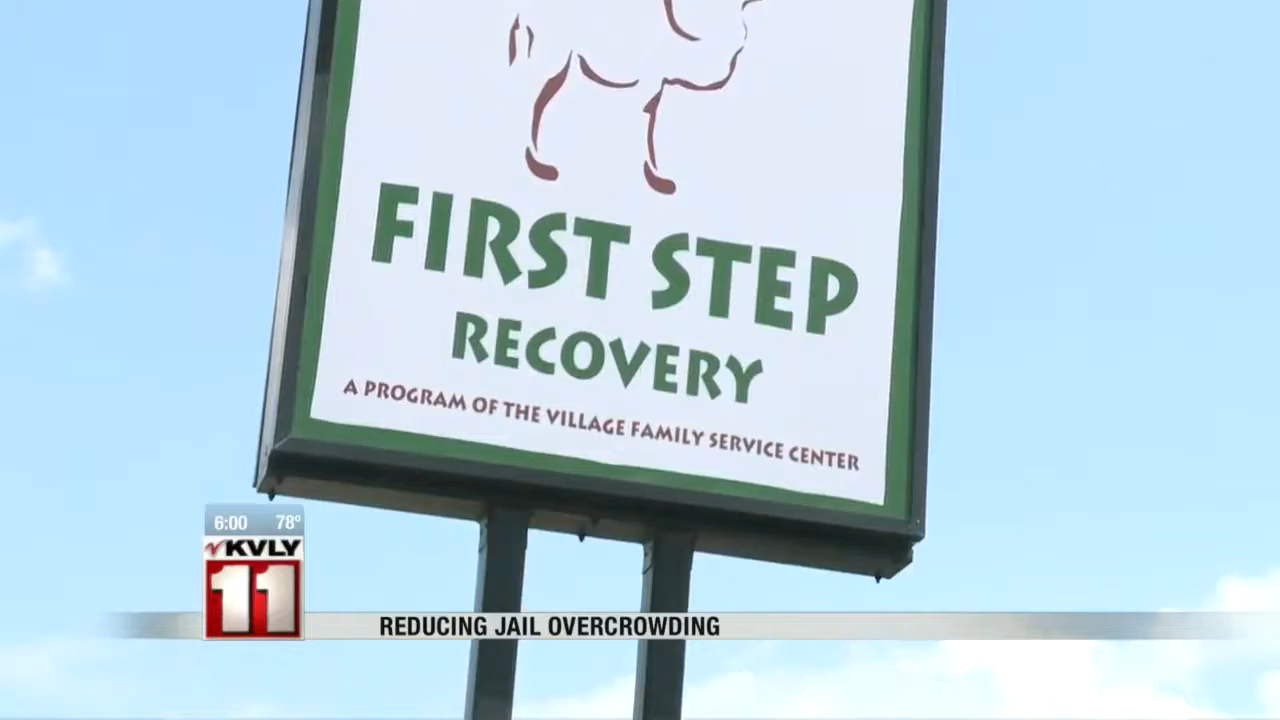 FIRST STEP
RECOVERY
A PROGRAM OF THE VILLAGE FAMILY SERVICE CENTER
6:00 78°
KVLY
11
REDUCING JAIL OVERCROWDING